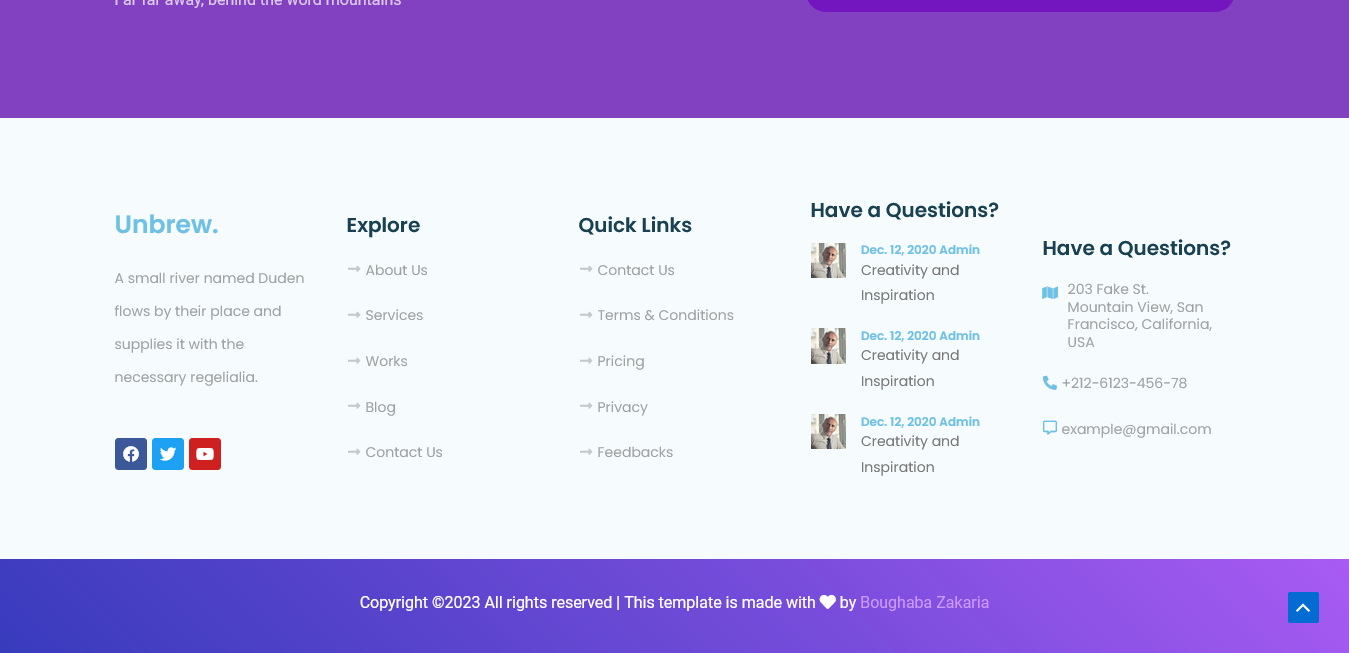 Far far away, behind the word mountains
Unbrew.
A small river named Duden
flows by their place and
supplies it with the
necessary regelialia.
Explore
About Us
Services
Works
Blog
Contact Us
Quick Links
Contact Us
Terms & Conditions
Pricing
Privacy
Feedbacks
Have a Questions?
Dec. 12, 2020 Admin
Creativity and
Inspiration
Dec. 12, 2020 Admin
Creativity and
Inspiration
Dec. 12, 2020 Admin
Creativity and
Inspiration
Have a Questions?
203 Fake St.
Mountain View, San
Francisco, California,
USA
+212-6123-456-78
example@gmail.com
Copyright ©2023 All rights reserved | This template is made with ♥ by Boughaba Zakaria